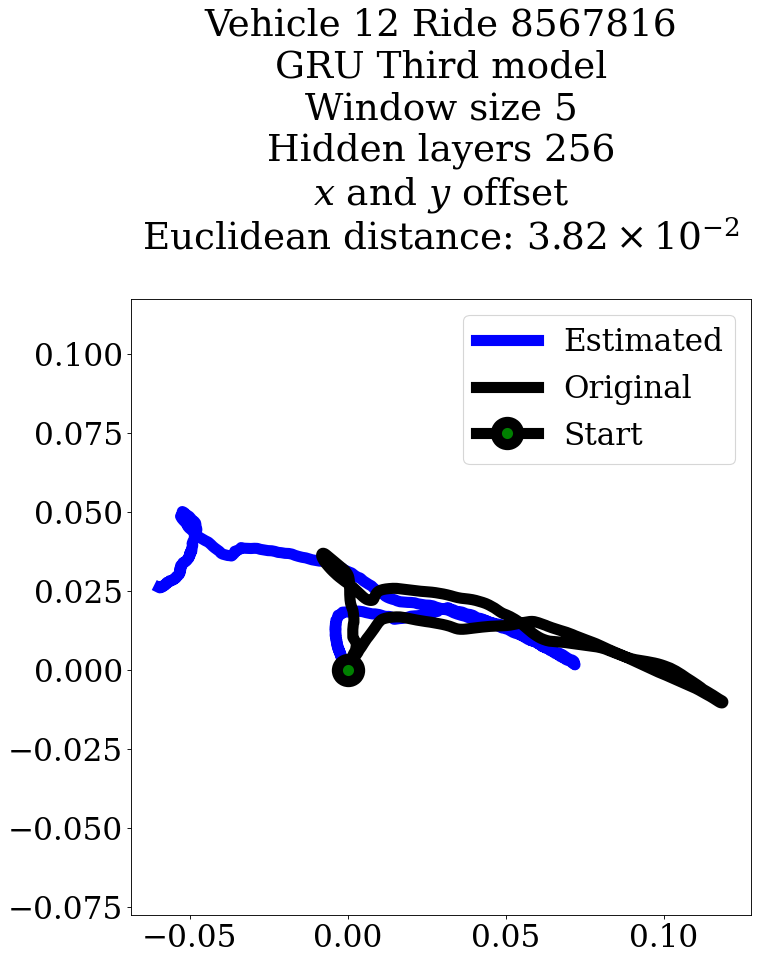 Vehicle 12 Ride 8567816
GRU Third model
Window size 5
Hidden layers 256
x and y offset
Euclidean distance: 3.82 × 10⁻²
Estimated
Original
Start
0.100
0.075
0.050
0.025
0.000
−0.025
−0.050
−0.075
−0.05 0.00 0.05 0.10